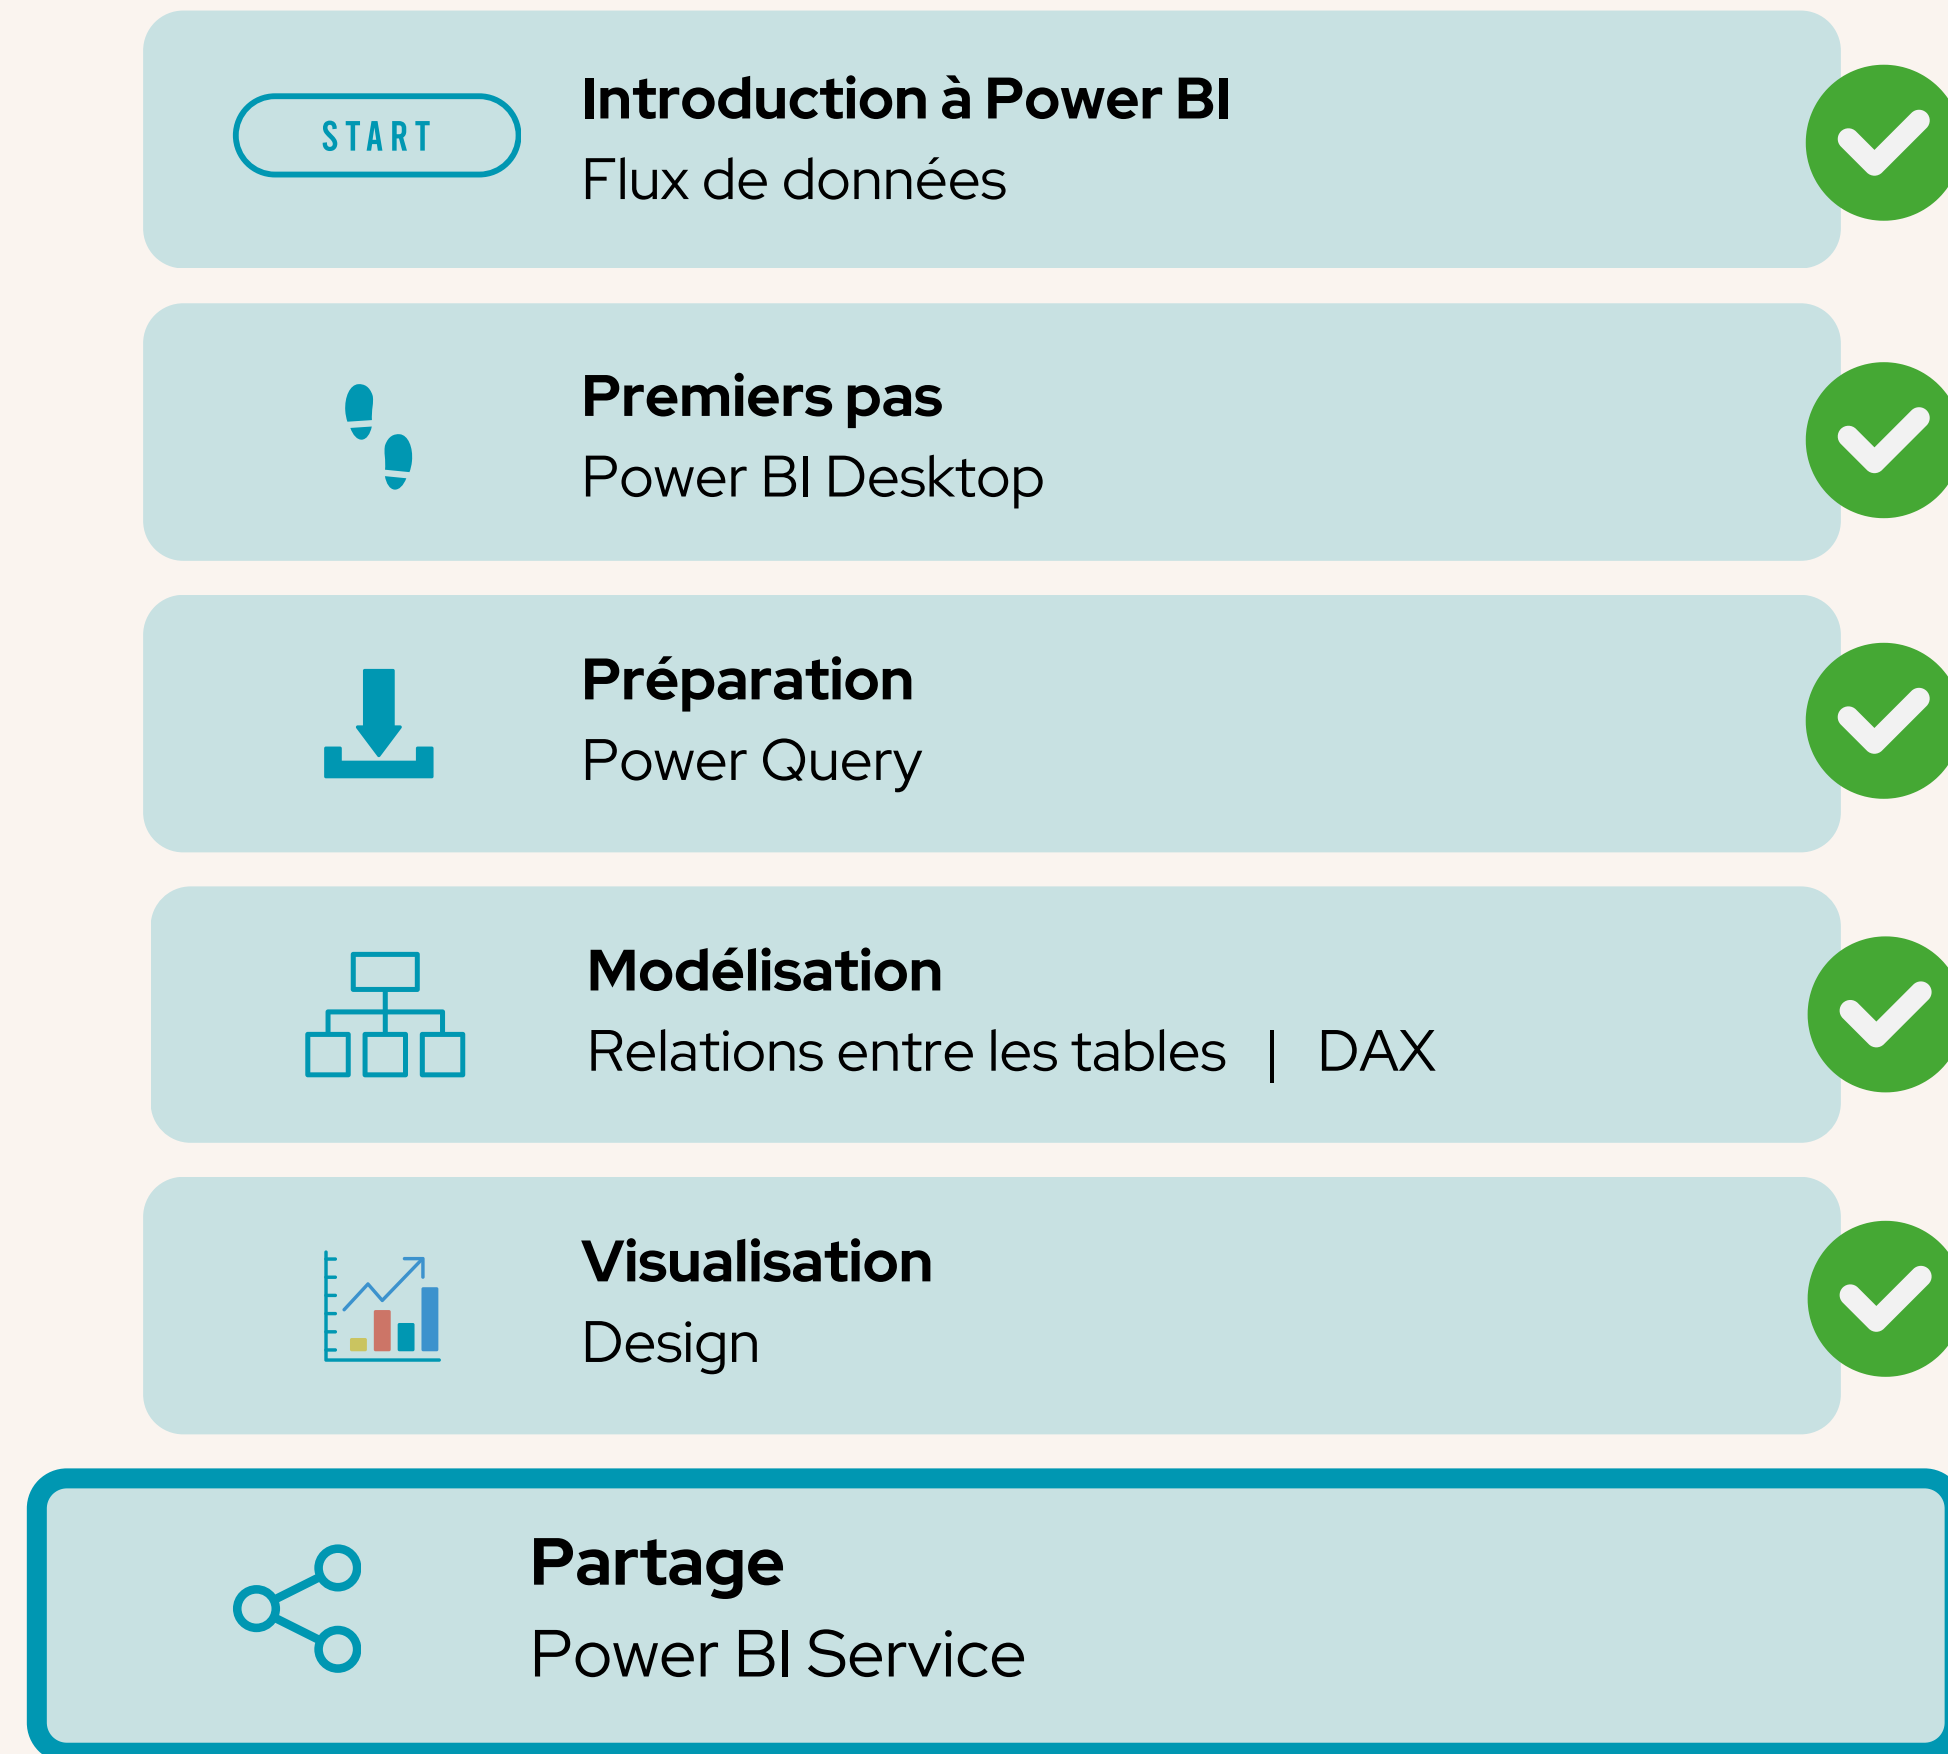 START
Introduction à Power BI
Flux de données
Premiers pas
Power BI Desktop
Préparation
Power Query
Modélisation
Relations entre les tables | DAX
Visualisation
Design
Partage
Power BI Service